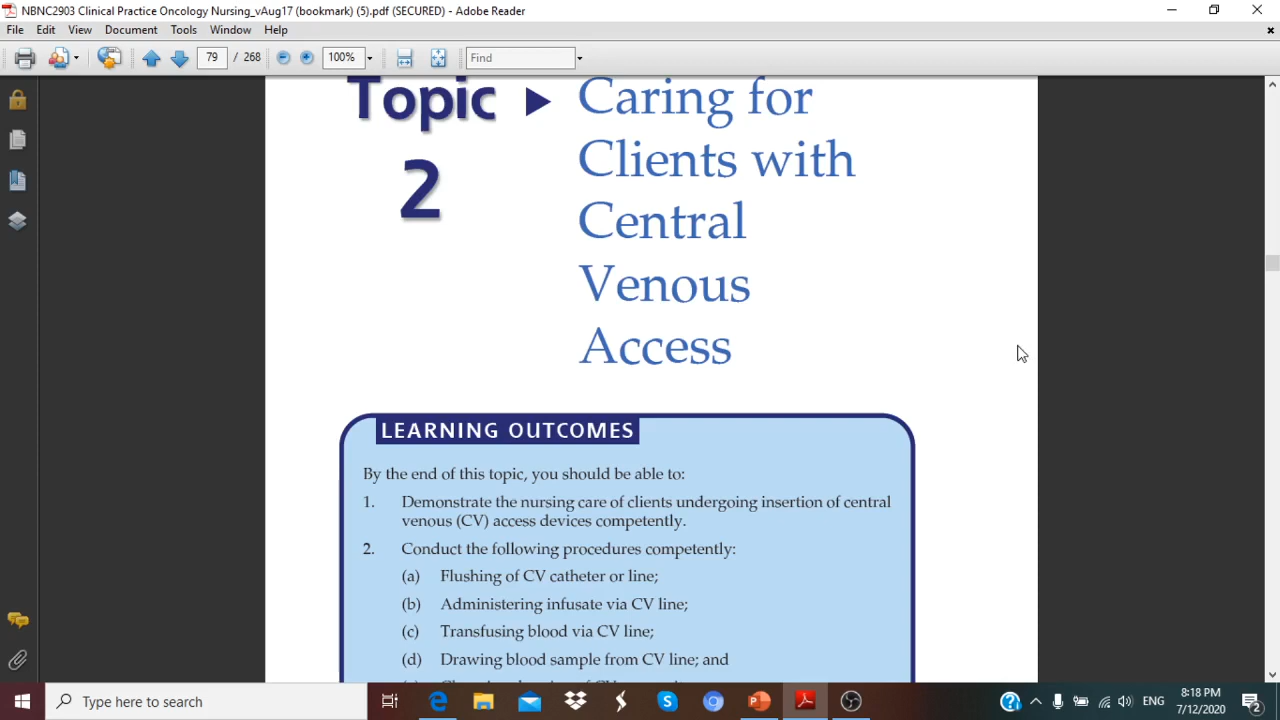 NBNC2903 Clinical Practice Oncology Nursing_vAug17 (bookmark) (5).pdf (SECURED) - Adobe Reader
File Edit View Document Tools Window Help
79 / 268 100% Find
Topic Caring for
2 Clients with
Central
Venous
Access
LEARNING OUTCOMES
By the end of this topic, you should be able to:
1. Demonstrate the nursing care of clients undergoing insertion of central
venous (CV) access devices competently.
2. Conduct the following procedures competently:
(a) Flushing of CV catheter or line;
(b) Administering infusate via CV line;
(c) Transfusing blood via CV line;
(d) Drawing blood sample from CV line; and
Type here to search
ENG
8:18 PM
7/12/2020
2